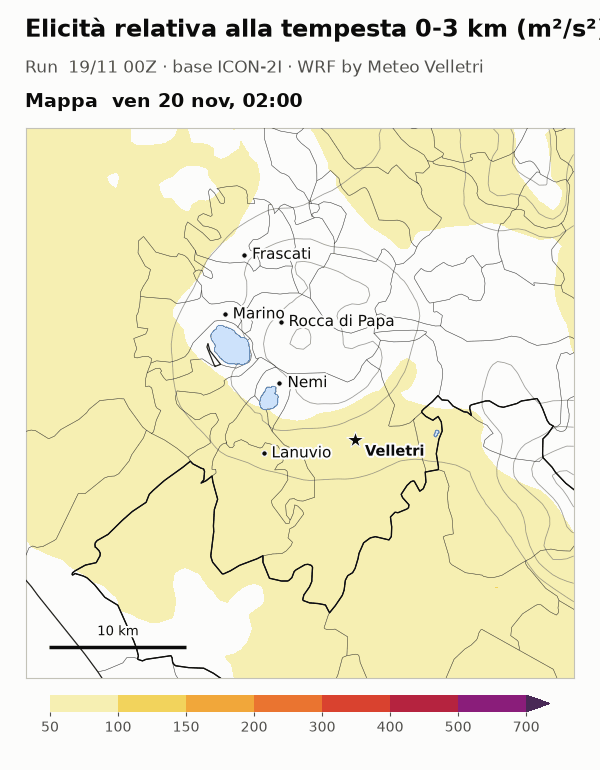 Elicità relativa alla tempesta 0-3 km (m²/s²)
Run  19/11 00Z · base ICON-2I · WRF by Meteo Velletri
Mappa  ven 20 nov, 02:00
Frascati
Marino
Rocca di Papa
Nemi
Velletri
Lanuvio
10 km
50 100 150 200 300 400 500 700